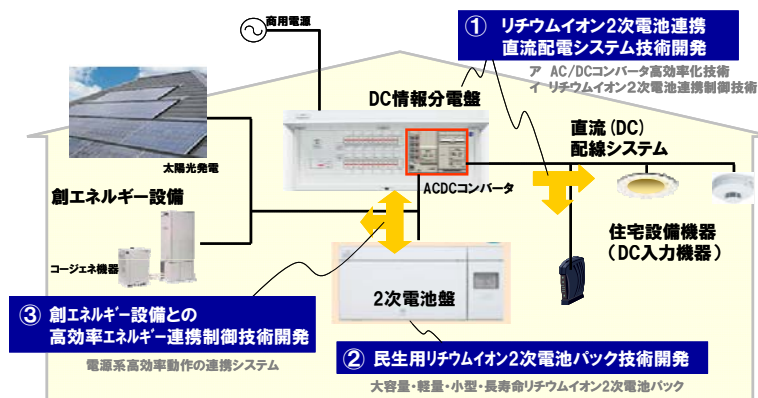 商用電源
① リチウムイオン2次電池連携
直流配電システム技術開発
ア AC/DCコンバータ高効率化技術
イ リチウムイオン2次電池連携制御技術
DC情報分電盤
直流(DC)
配線システム
太陽光発電
ACDCコンバータ
創エネルギー設備
住宅設備機器
(DC入力機器)
コージェネ機器
2次電池盤
③ 創エネルギー設備との
高効率エネルギー連携制御技術開発
電源系高効率動作の連携システム
② 民生用リチウムイオン2次電池パック技術開発
大容量・軽量・小型・長寿命リチウムイオン2次電池パック